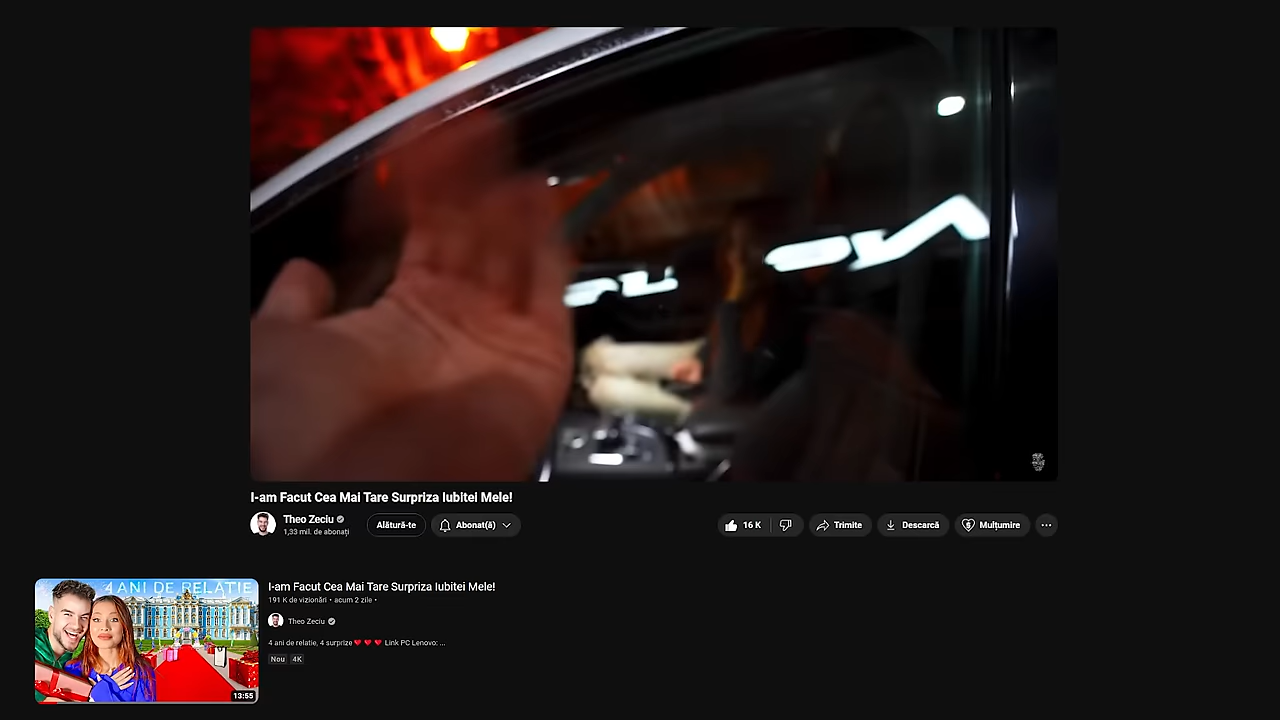 I-am Facut Cea Mai Tare Surpriza Iubitei Mele!
Theo Zeciu
1,33 mil. de abonați
Alătură-te
Abonat(ă)
16 K
Trimite
Descarcă
Mulțumire
4 ANI DE RELAȚIE
13:55
I-am Facut Cea Mai Tare Surpriza Iubitei Mele!
191 K de vizionări • acum 2 zile •
Theo Zeciu
4 ani de relatie, 4 surprize❤️ ❤️ ❤️ Link PC Lenovo: ...
Nou 4K